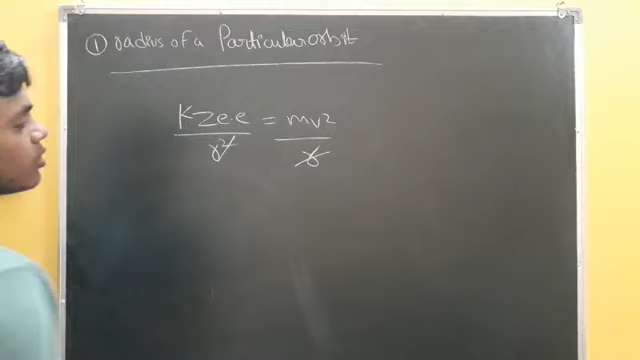 ① radius of a Particular orbit
KZe.e/r² = mv²/r